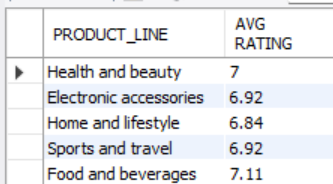 PRODUCT_LINE AVG RATING
Health and beauty 7
Electronic accessories 6.92
Home and lifestyle 6.84
Sports and travel 6.92
Food and beverages 7.11